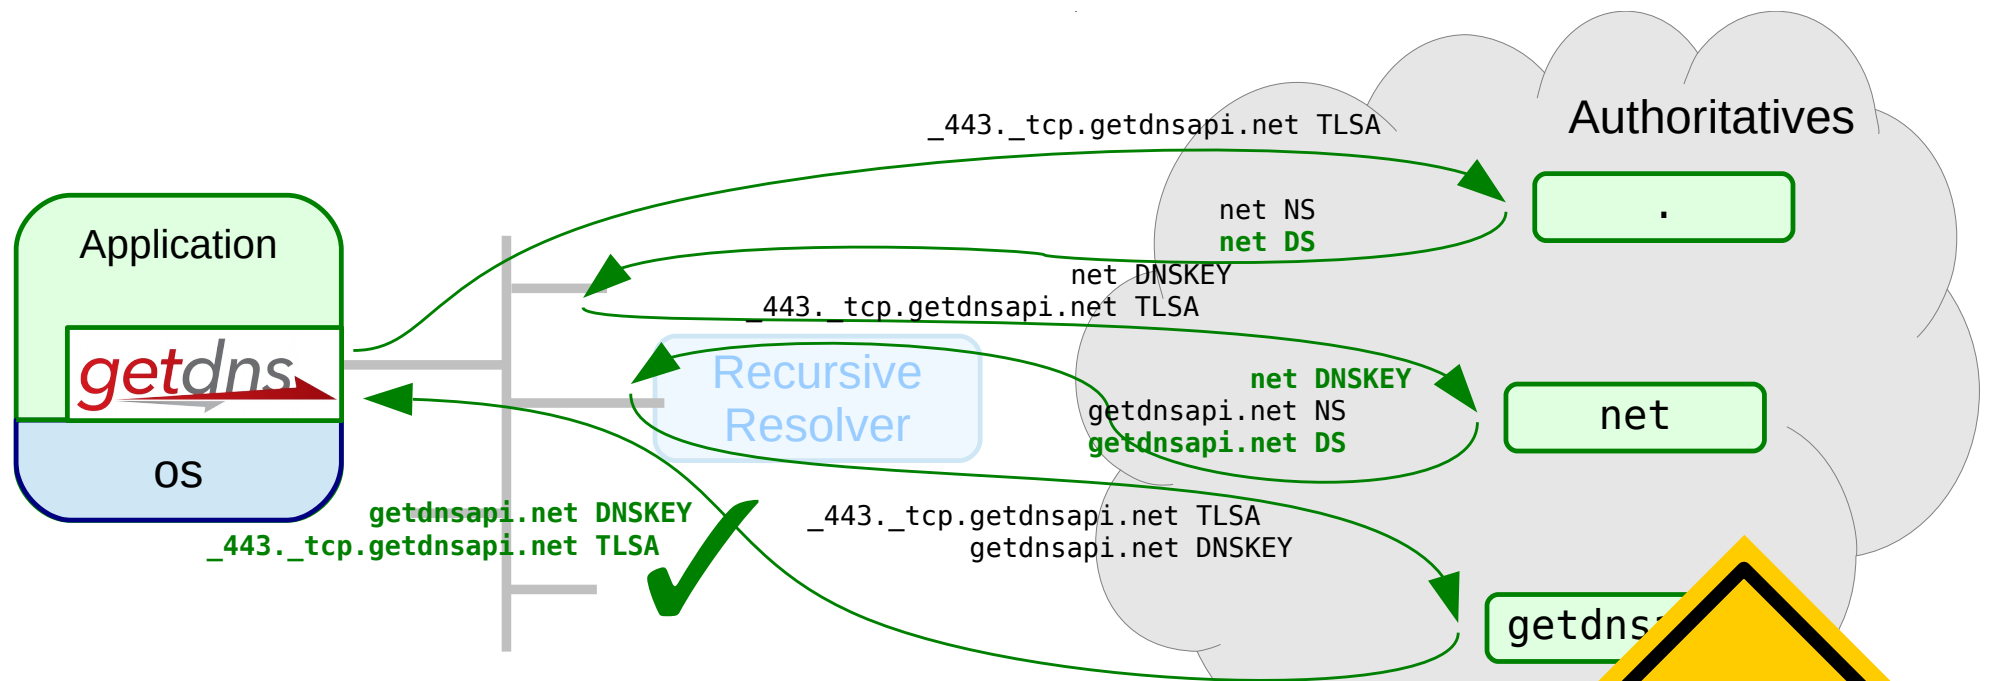 Authoritatives
_443._tcp.getdnsapi.net TLSA
.
net NS
net DS
Application
net DNSKEY
_443._tcp.getdnsapi.net TLSA
getdns
Recursive
Resolver
net DNSKEY
getdnsapi.net NS
getdnsapi.net DS
net
os
getdnsapi.net DNSKEY
_443._tcp.getdnsapi.net TLSA
_443._tcp.getdnsapi.net TLSA
getdnsapi.net DNSKEY